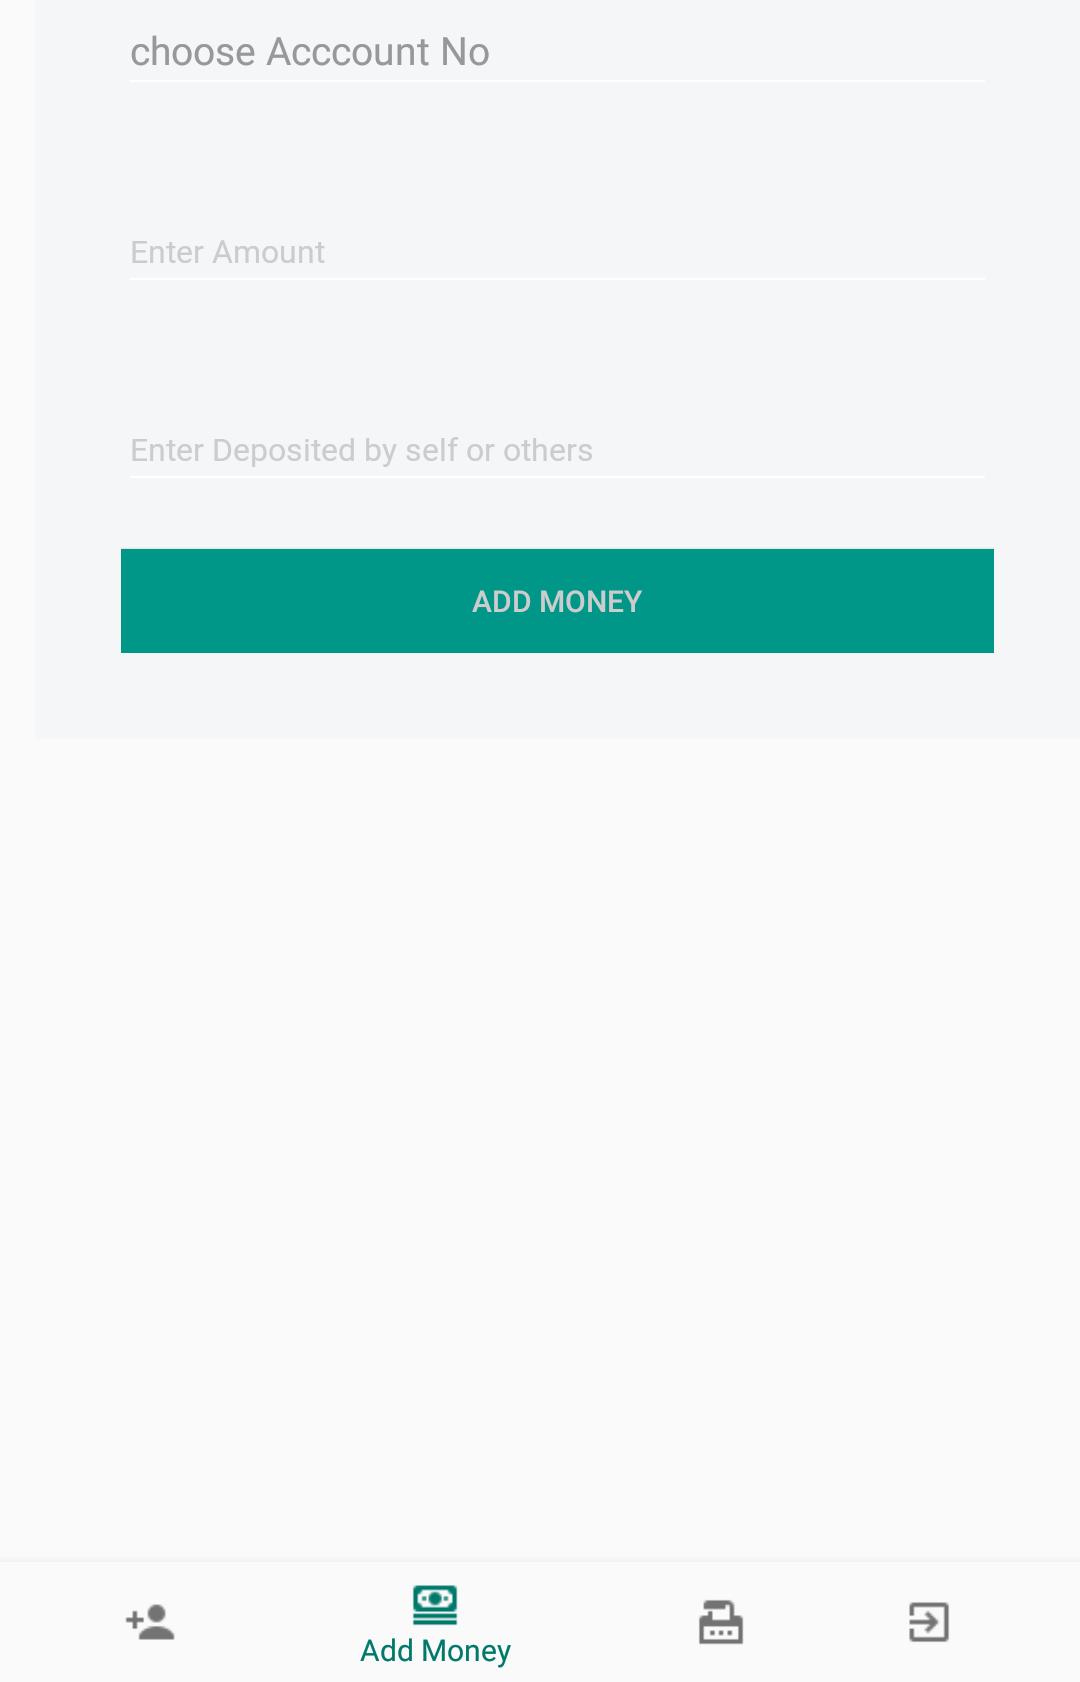 choose Acccount No
Enter Amount
Enter Deposited by self or others
ADD MONEY
Add Money